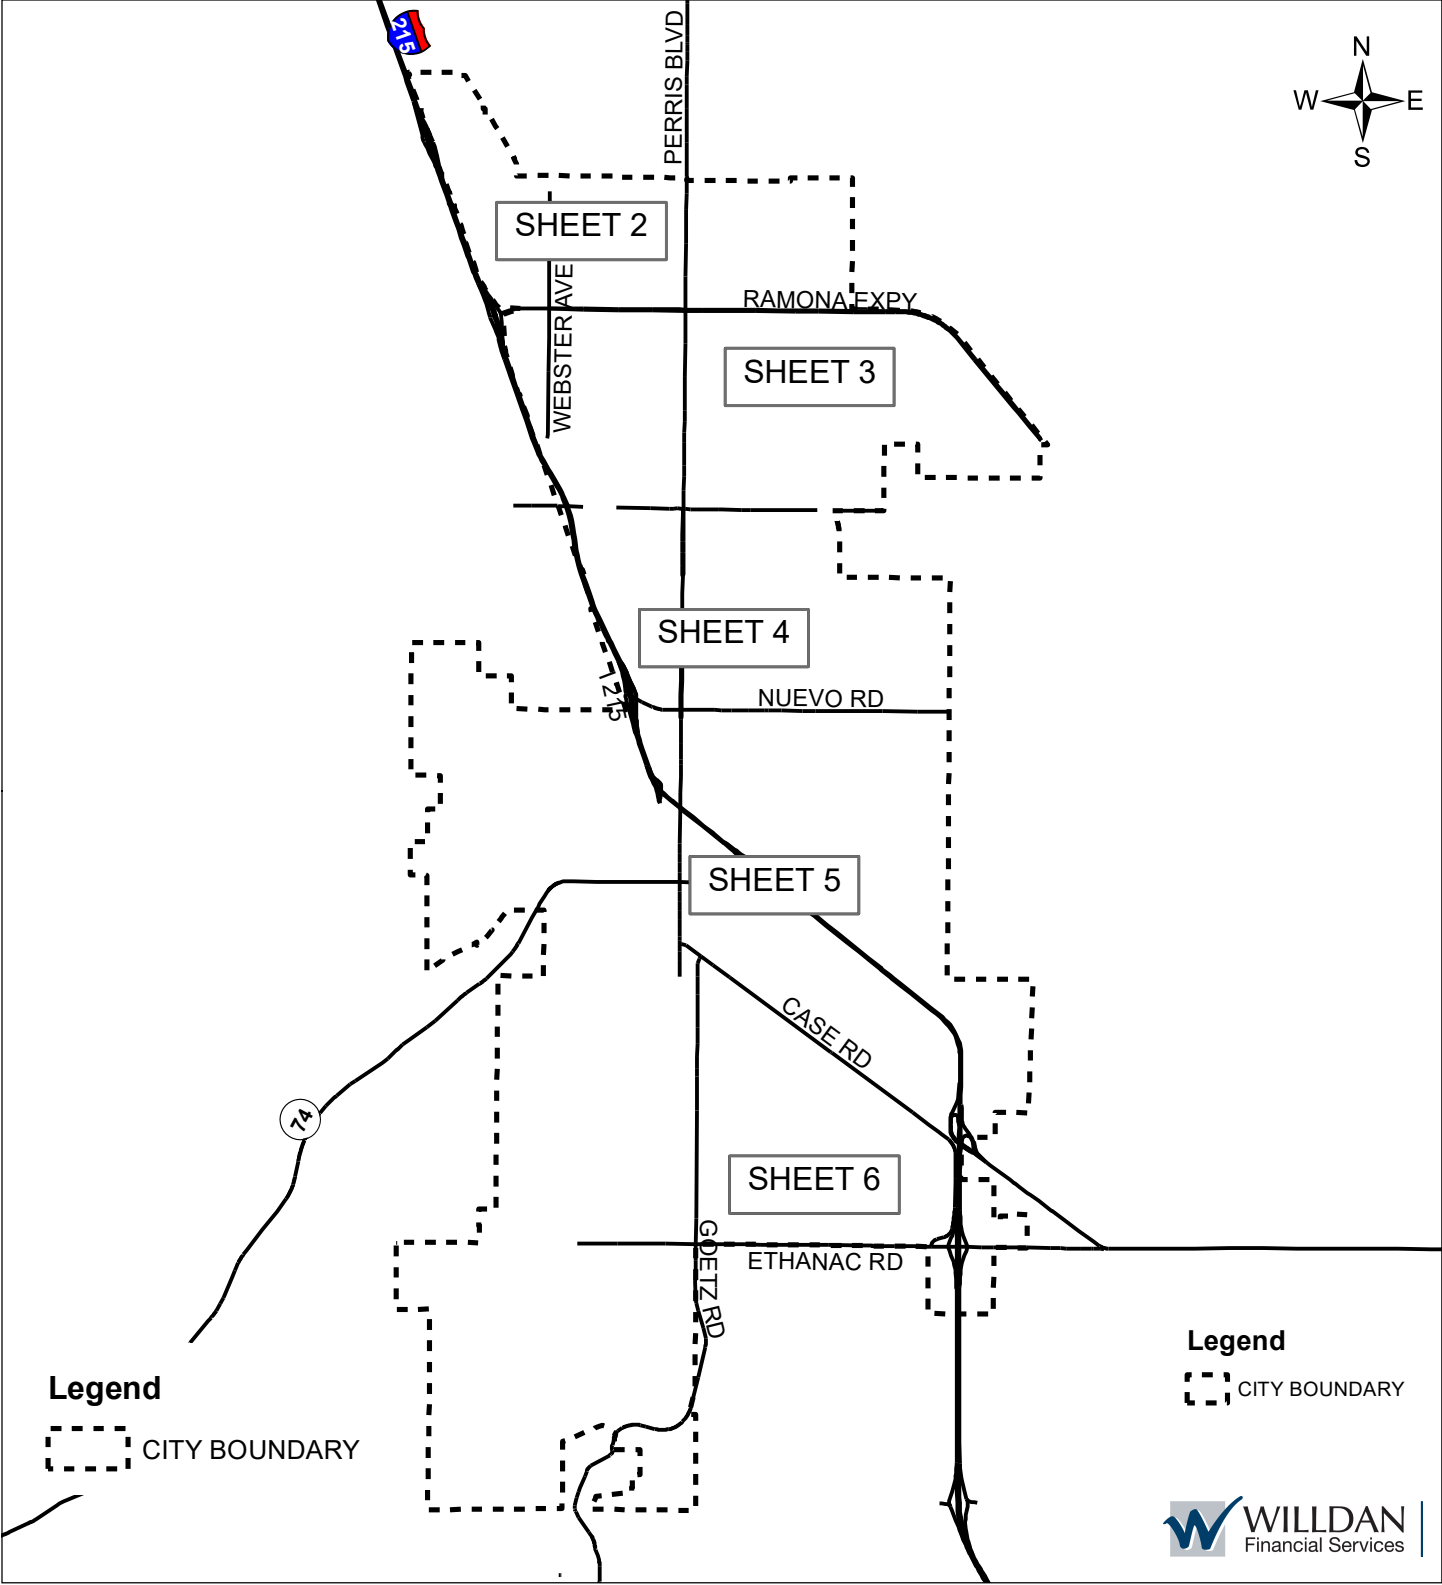 215
PERRIS BLVD
N
W E
S
SHEET 2
WEBSTER AVE
RAMONA EXPY
SHEET 3
SHEET 4
I 215
NUEVO RD
SHEET 5
CASE RD
74
SHEET 6
GOETZ RD
ETHANAC RD
Legend
CITY BOUNDARY
Legend
CITY BOUNDARY
WILLDAN
Financial Services